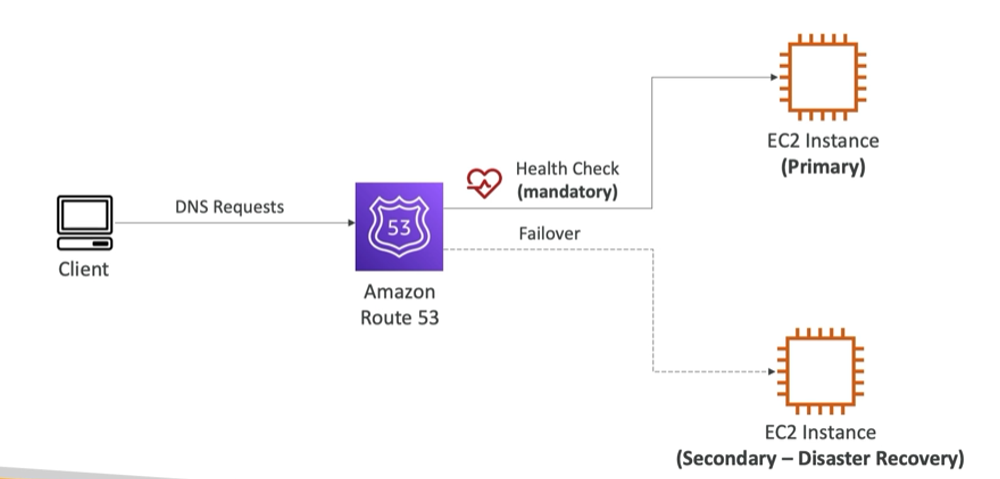 EC2 Instance
(Primary)
Health Check
(mandatory)
DNS Requests
53
Failover
Client
Amazon
Route 53
EC2 Instance
(Secondary – Disaster Recovery)